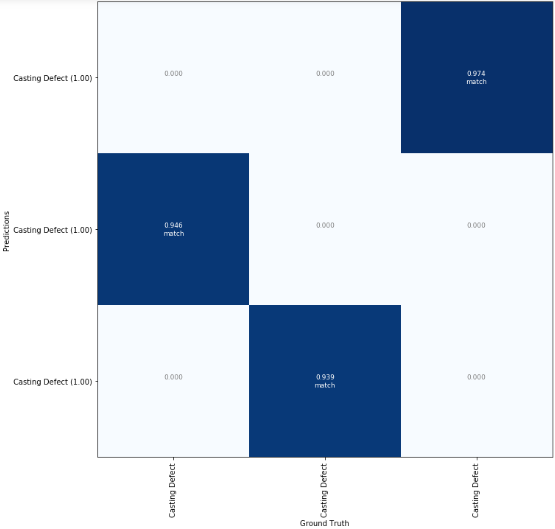 Casting Defect (1.00)
0.000
0.000
0.974
match
Predictions
Casting Defect (1.00)
0.946
match
0.000
0.000
Casting Defect (1.00)
0.000
0.939
match
0.000
Casting Defect
Casting Defect
Casting Defect
Ground Truth